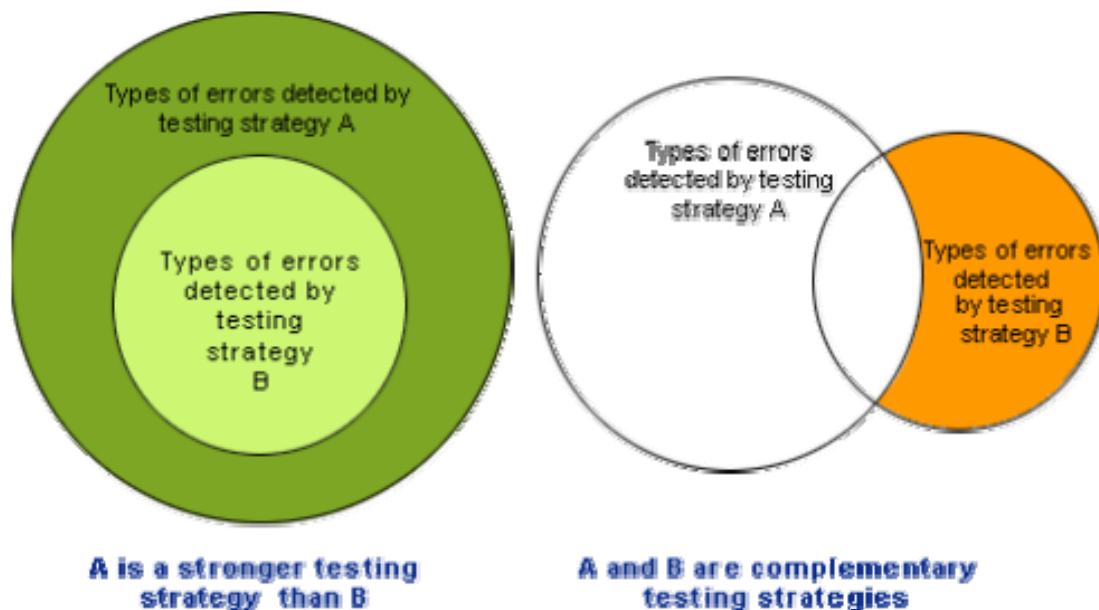 Types of errors detected by
testing strategy A
Types of errors
detected by
testing
strategy
B
Types of errors
detected by testing
strategy A
Types of errors
detected
by testing
strategy B
A is a stronger testing
strategy than B
A and B are complementary
testing strategies